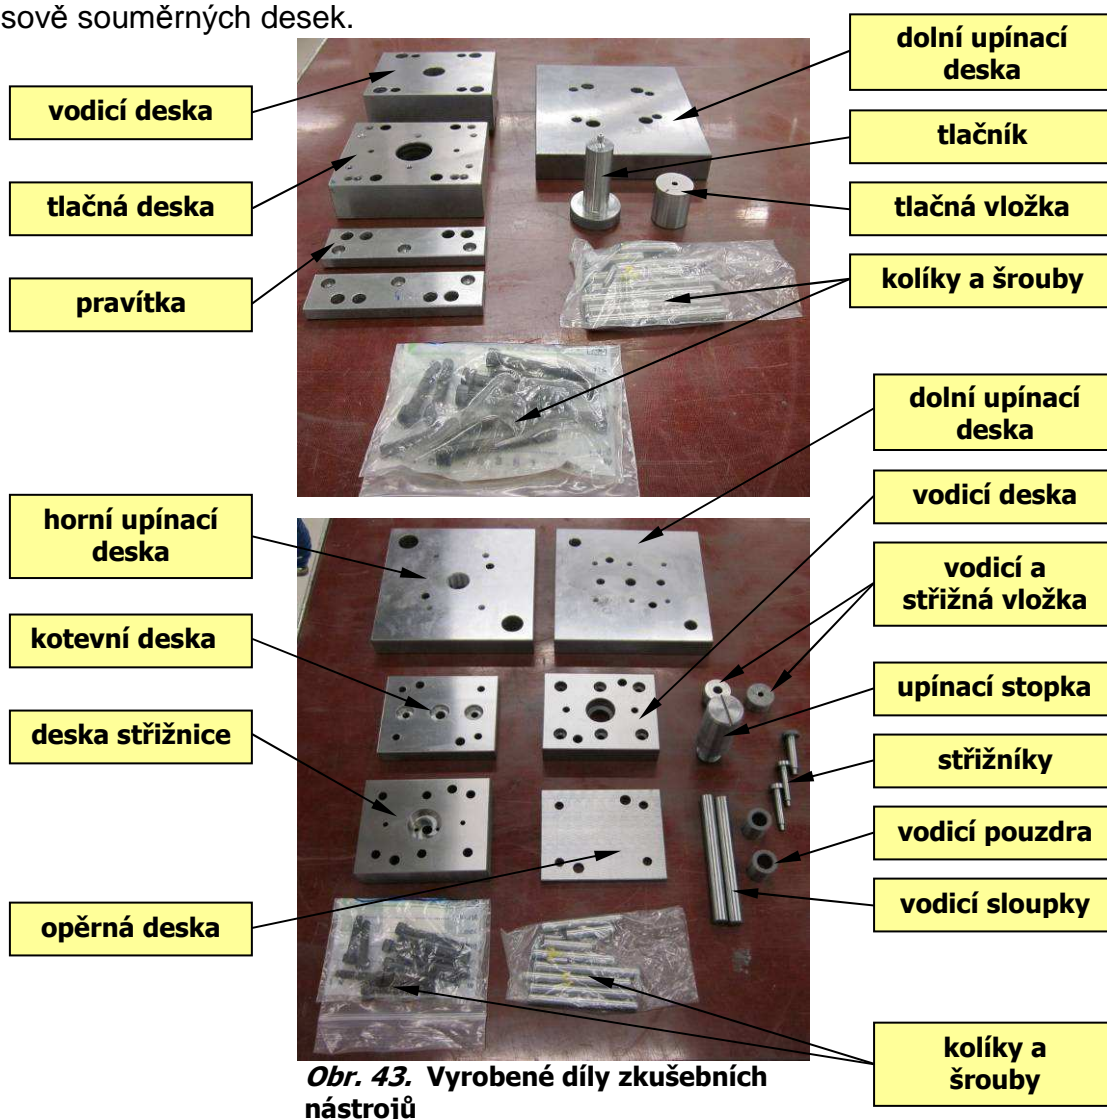 sově souměrných desek.
dolní upínací
deska
vodicí deska
tlačník
tlačná deska
tlačná vložka
pravítka
kolíky a šrouby
dolní upínací
deska
vodicí deska
horní upínací
deska
vodicí a
střižná vložka
kotevní deska
upínací stopka
deska střižnice
střižníky
vodicí pouzdra
opěrná deska
vodicí sloupky
kolíky a
šrouby
Obr. 43. Vyrobené díly zkušebních
nástrojů